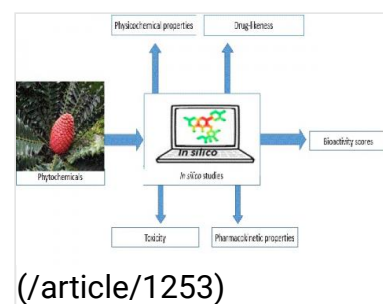 Physicochemical properties
Drug-likeness
In silico
Phytochemicals
In silico studies
Bioactivity scores
Toxicity
Pharmacokinetic properties
(/article/1253)